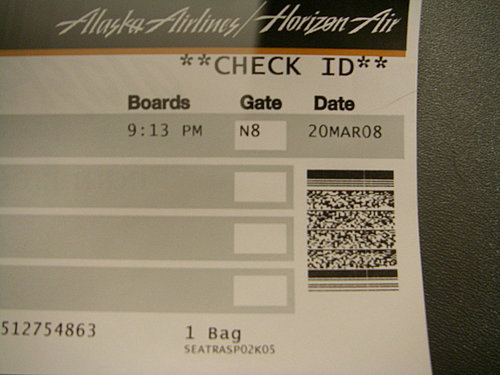 Alaska Airlines / Horizon Air
**CHECK ID**
Boards Gate Date
9:13 PM N8 20MAR08
512754863 1 Bag
SEATRASP02K05